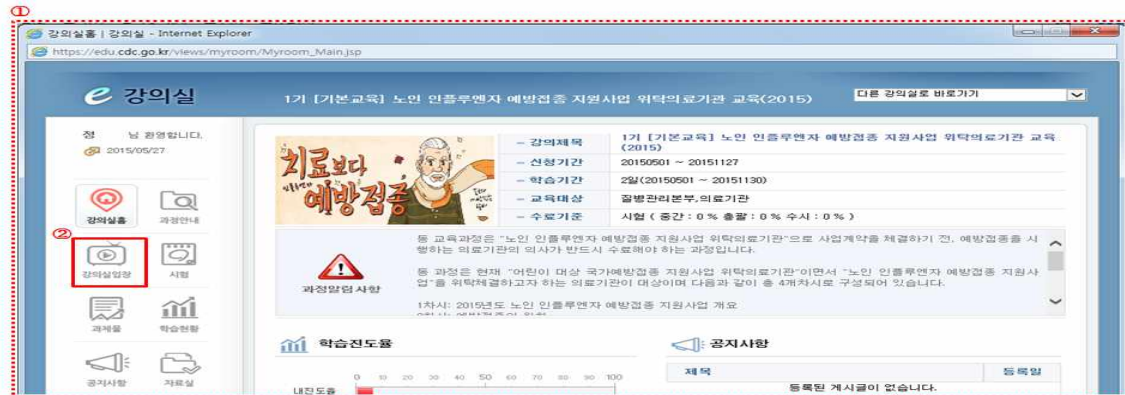 ①
강의실홈 | 강의실 - Internet Explorer
https://edu.cdc.go.kr/views/myroom/Myroom_Main.jsp
e 강의실
1기 [기본교육] 노인 인플루엔자 예방접종 지원사업 위탁의료기관 교육(2015)
다른 강의실로 바로가기
정 님 환영합니다.
2015/05/27
강의실홈
과정안내
②
강의실입장
시험
과제물
학습현황
공지사항
자료실
치료보다
예방접종
- 강의제목
1기 [기본교육] 노인 인플루엔자 예방접종 지원사업 위탁의료기관 교육
(2015)
- 신청기간
20150501 ~ 20151127
- 학습기간
2일(20150501 ~ 20151130)
- 교육대상
질병관리본부,의료기관
- 수료기준
시험 ( 중간 : 0 % 총괄 : 0 % 수시 : 0 % )
과정알림사항
동 교육과정은 "노인 인플루엔자 예방접종 지원사업 위탁의료기관"으로 사업계약을 체결하기 전, 예방접종을 시
행하는 의료기관의 의사가 반드시 수료해야 하는 과정입니다.
동 과정은 현재 "어린이 대상 국가예방접종 지원사업 위탁의료기관"이면서 "노인 인플루엔자 예방접종 지원사
업"을 위탁체결하고자 하는 의료기관이 대상이며 다음과 같이 총 4개차시로 구성되어 있습니다.
1차시: 2015년도 노인 인플루엔자 예방접종 지원사업 개요
학습진도율
0 10 20 30 40 50 60 70 80 90 100
내진도율
공지사항
제목
등록일
등록된 게시글이 없습니다.